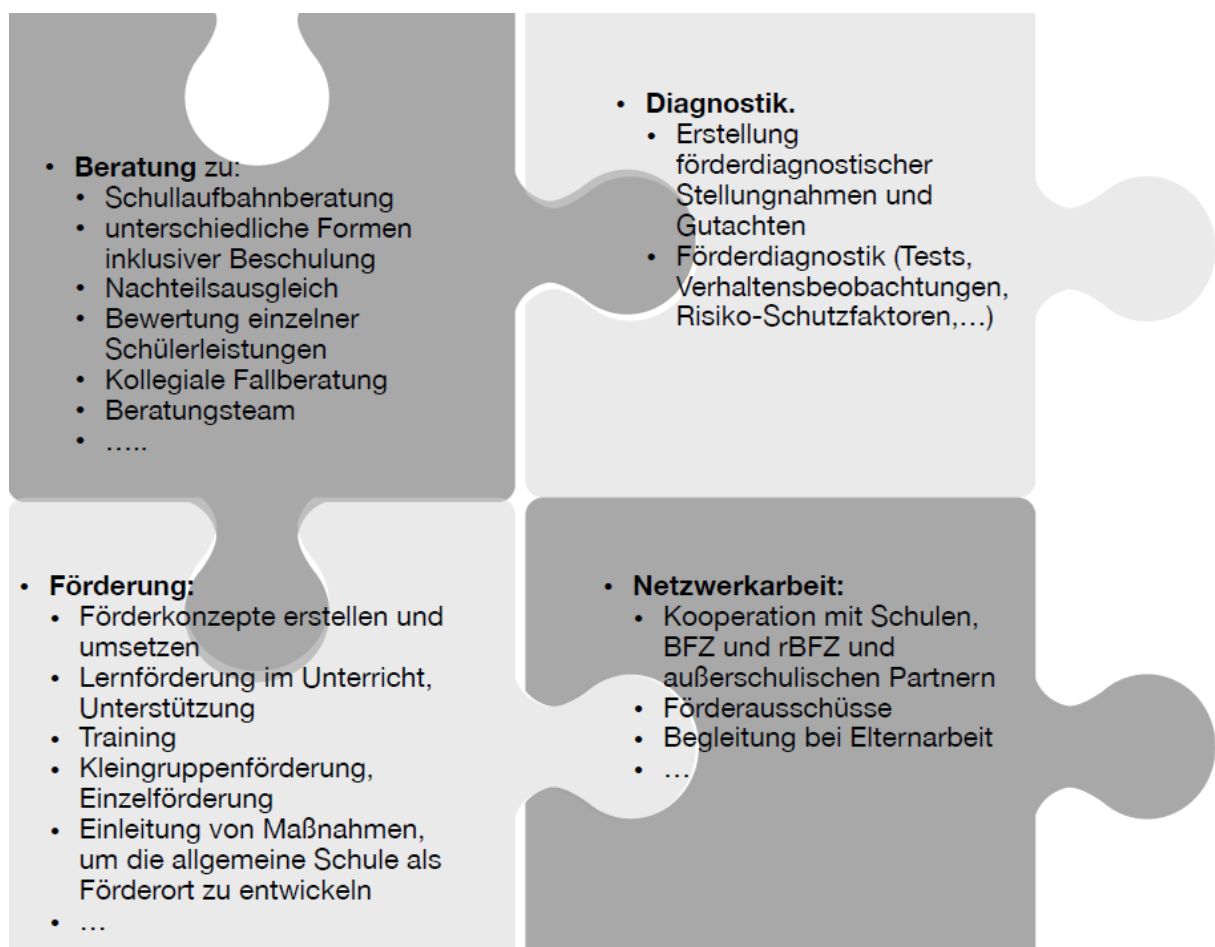 • Beratung zu:
• Schullaufbahnberatung
• unterschiedliche Formen
inklusiver Beschulung
• Nachteilsausgleich
• Bewertung einzelner
Schülerleistungen
• Kollegiale Fallberatung
• Beratungsteam
• …..
• Diagnostik.
• Erstellung
förderdiagnostischer
Stellungnahmen und
Gutachten
• Förderdiagnostik (Tests,
Verhaltensbeobachtungen,
Risiko-Schutzfaktoren,…)
• Förderung:
• Förderkonzepte erstellen und
umsetzen
• Lernförderung im Unterricht,
Unterstützung
• Training
• Kleingruppenförderung,
Einzelförderung
• Einleitung von Maßnahmen,
um die allgemeine Schule als
Förderort zu entwickeln
• …
• Netzwerkarbeit:
• Kooperation mit Schulen,
BFZ und rBFZ und
außerschulischen Partnern
• Förderausschüsse
• Begleitung bei Elternarbeit
• …